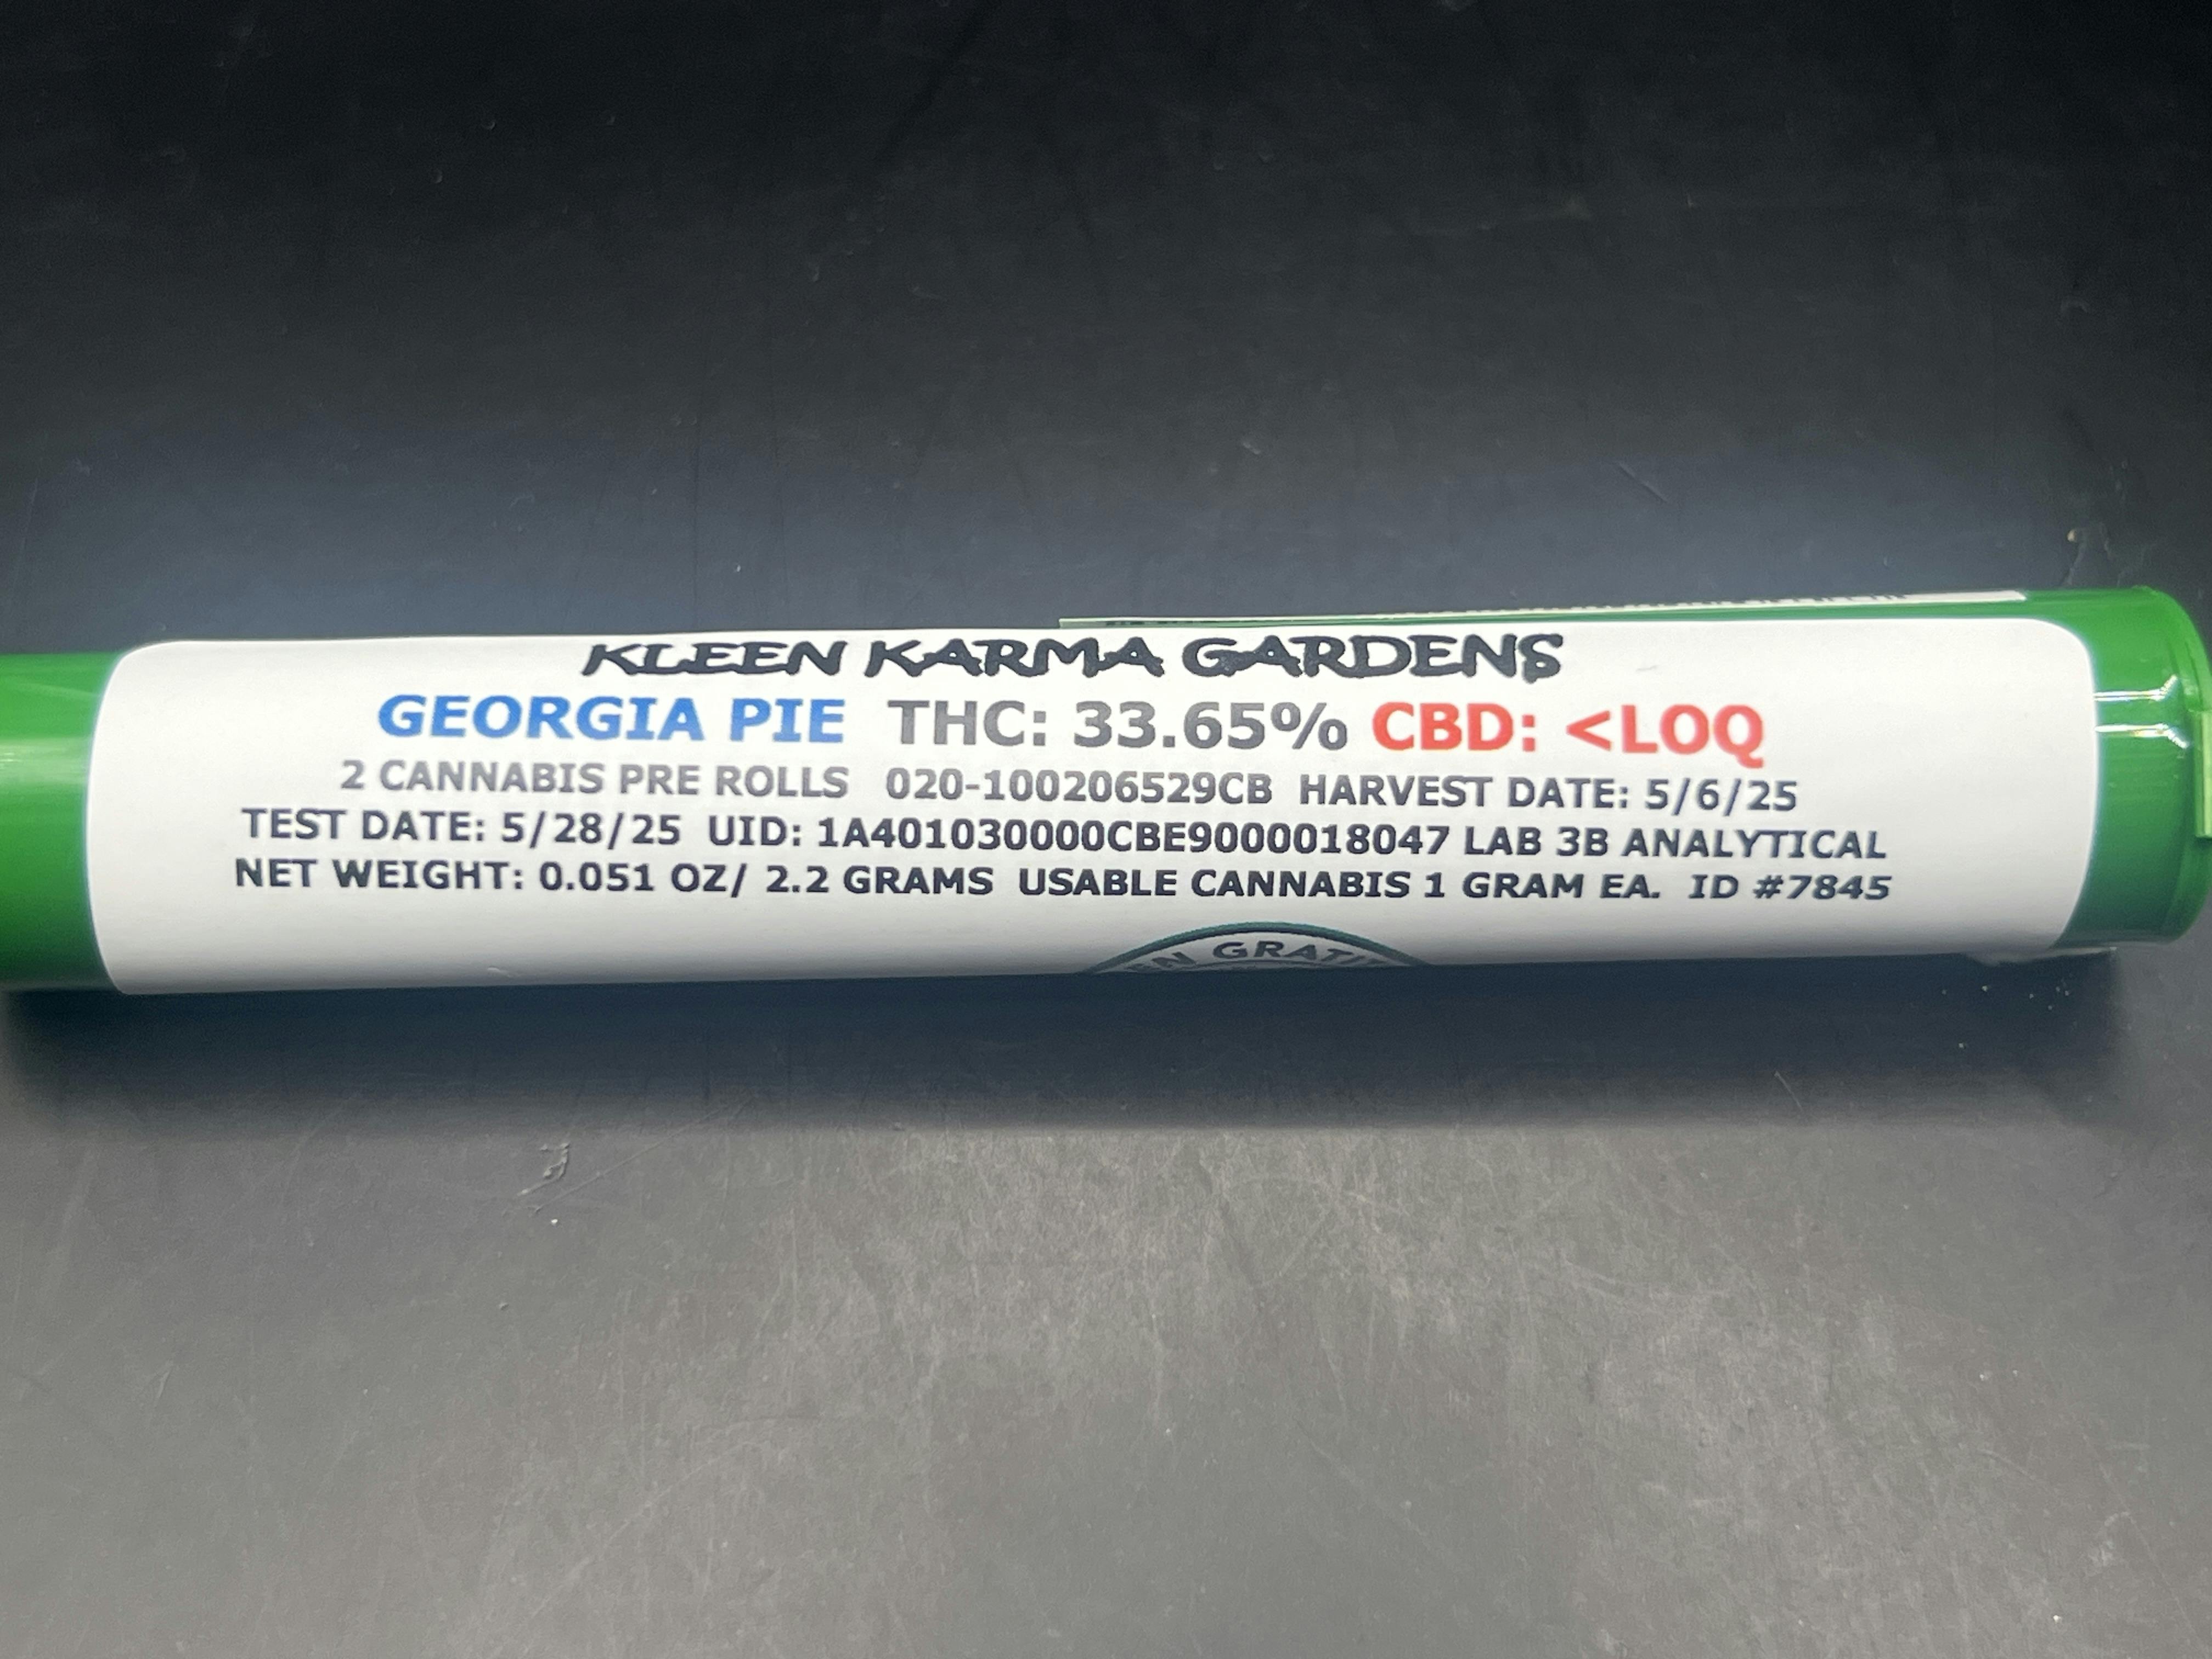 KLEEN KARMA GARDENS
GEORGIA PIE THC: 33.65% CBD: <LOQ
2 CANNABIS PRE ROLLS 020-100206529CB HARVEST DATE: 5/6/25
TEST DATE: 5/28/25 UID: 1A401030000CBE9000018047 LAB 3B ANALYTICAL
NET WEIGHT: 0.051 OZ/ 2.2 GRAMS USABLE CANNABIS 1 GRAM EA. ID #7845